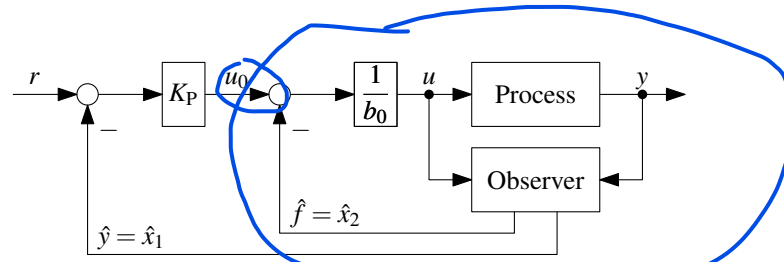 r
K_P
u_0
1
b_0
u
Process
y
−
−
Observer
f̂ = x̂_2
ŷ = x̂_1